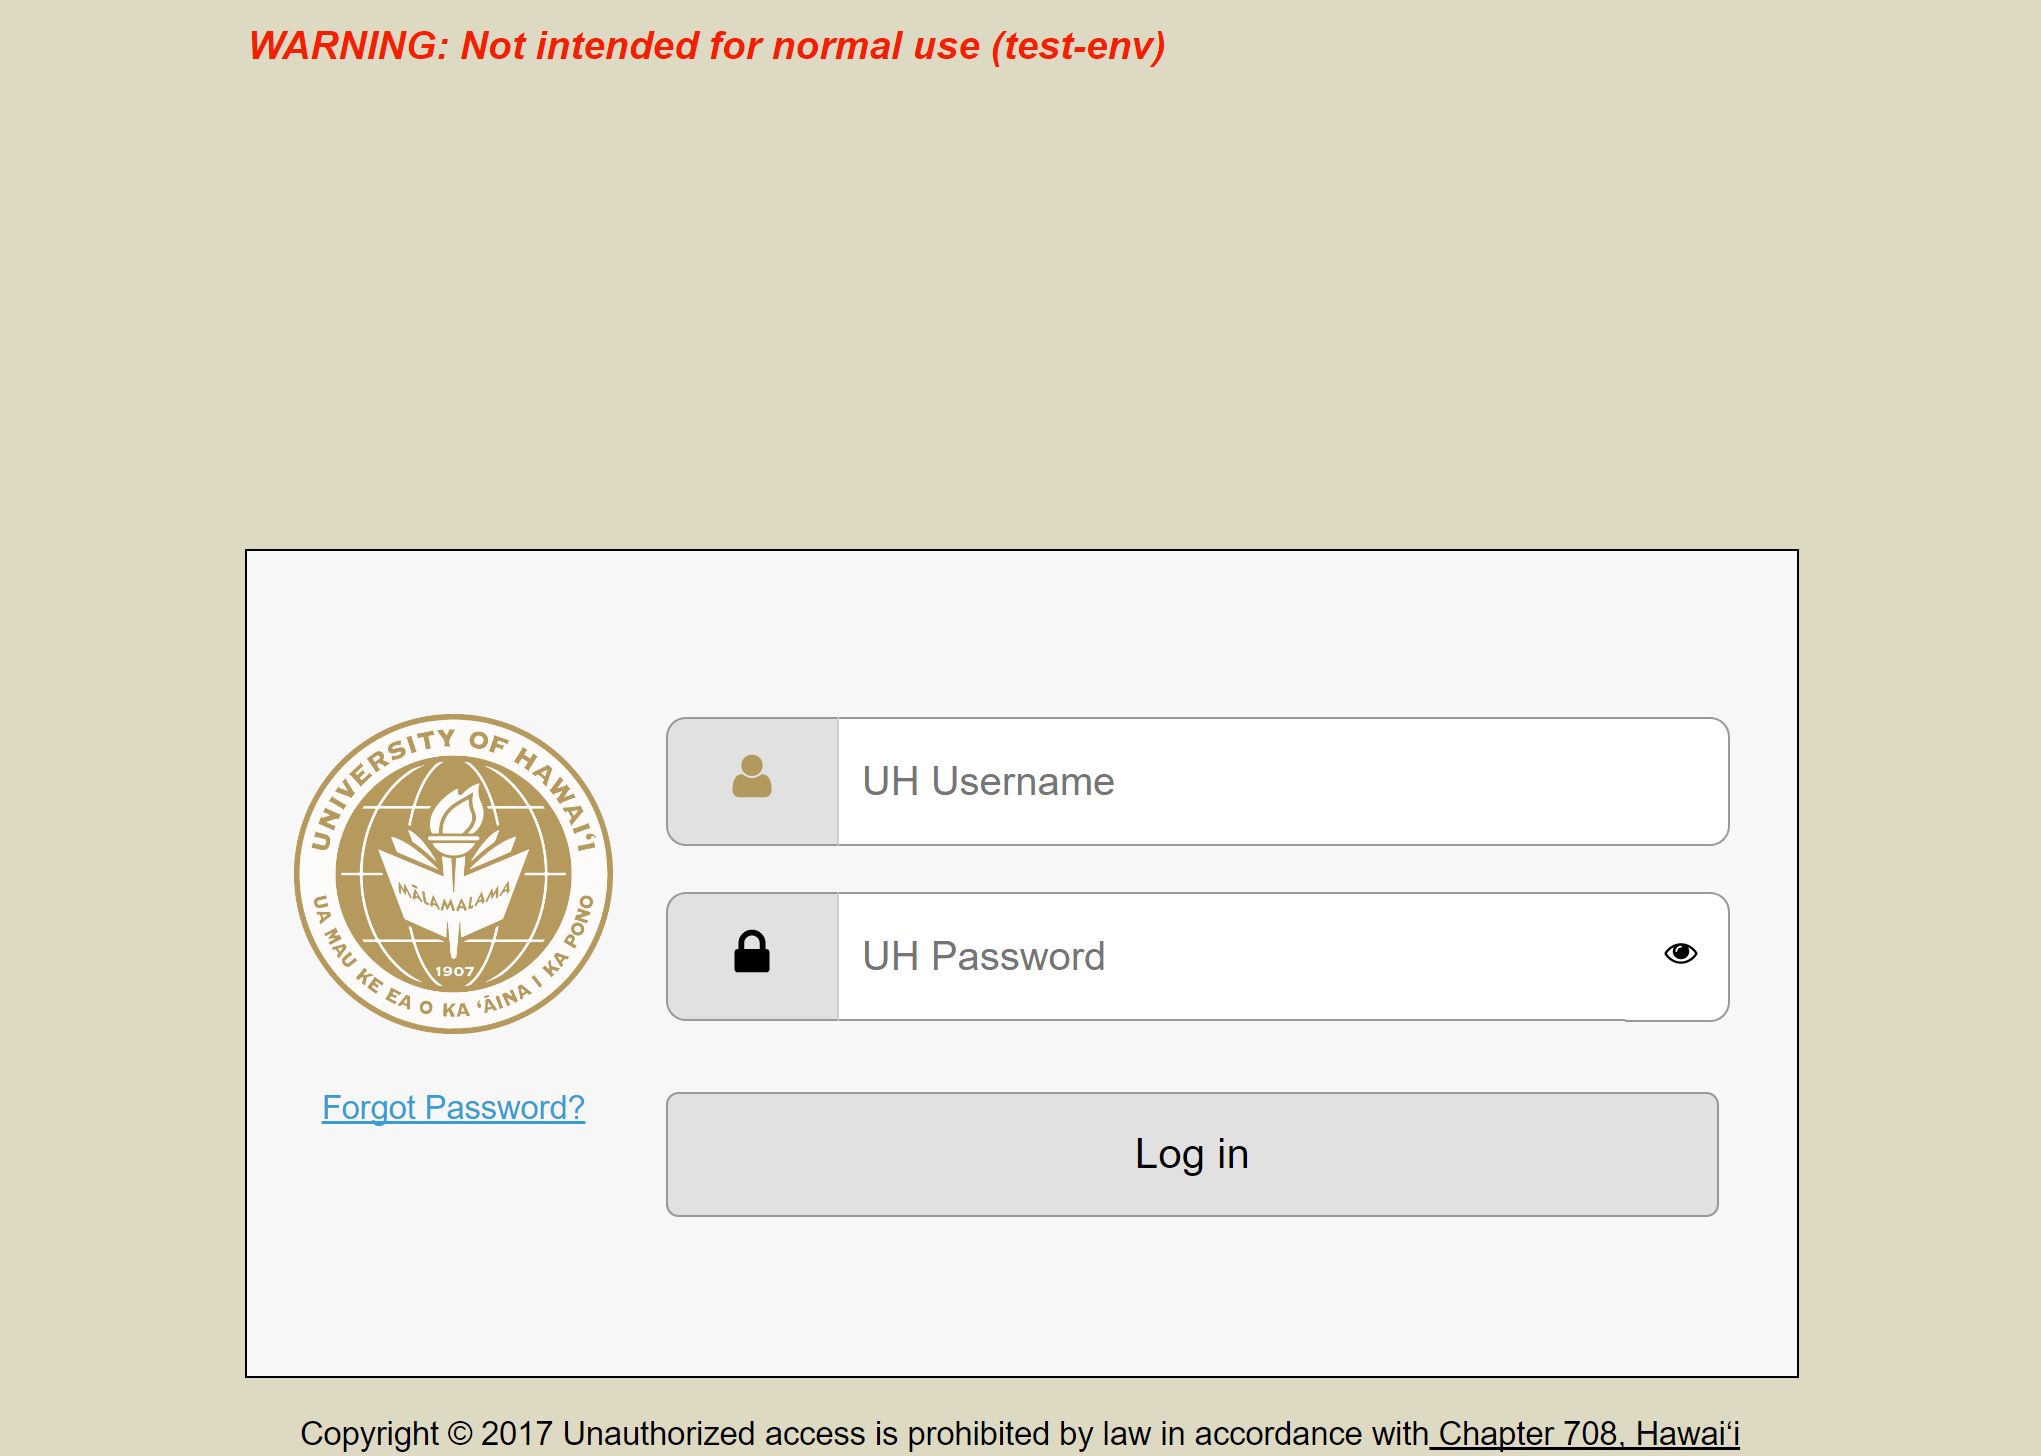 WARNING: Not intended for normal use (test-env)
UNIVERSITY OF HAWAIʻI
MĀLAMALAMA
1907
UA MAU KE EA O KA ʻĀINA I KA PONO
UH Username
UH Password
Forgot Password?
Log in
Copyright © 2017 Unauthorized access is prohibited by law in accordance with Chapter 708, Hawaiʻi